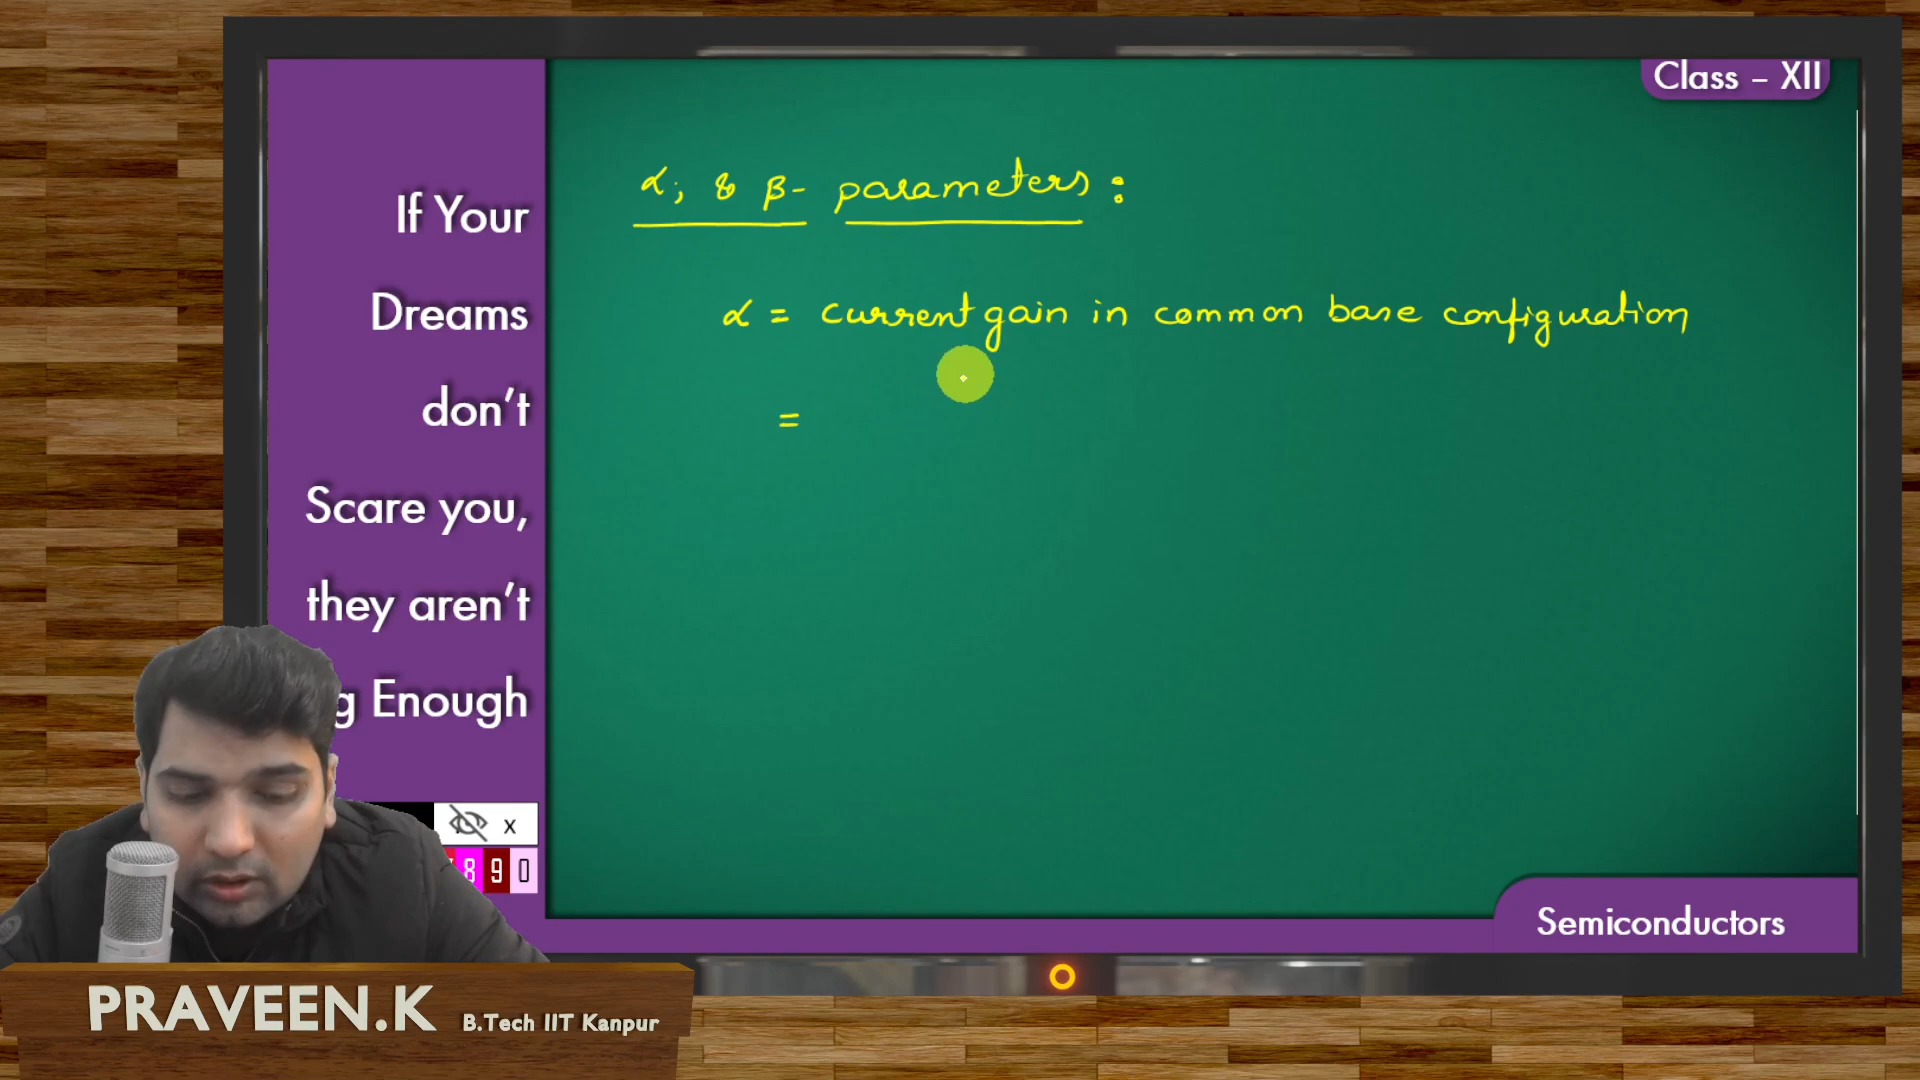 Class – XII
α, & β- parameters :
α = current gain in common base configuration
=
If Your
Dreams
don't
Scare you,
they aren't
g Enough
x
8 9 0
Semiconductors
PRAVEEN.K B.Tech IIT Kanpur